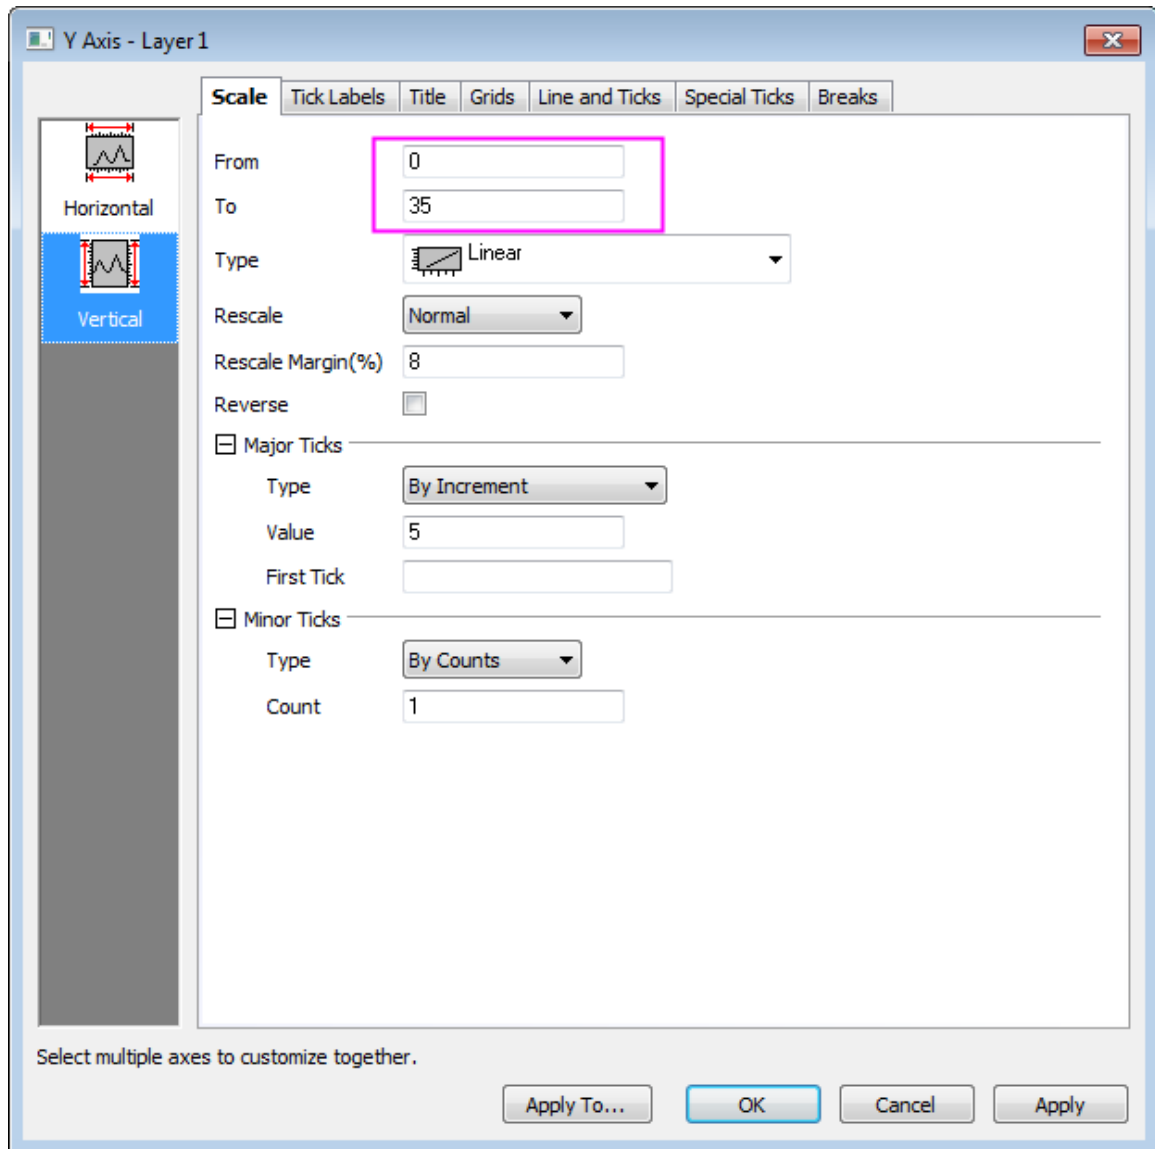 Y Axis - Layer 1
Scale Tick Labels Title Grids Line and Ticks Special Ticks Breaks
Horizontal
Vertical
From 0
To 35
Type Linear
Rescale Normal
Rescale Margin(%) 8
Reverse
Major Ticks
Type By Increment
Value 5
First Tick
Minor Ticks
Type By Counts
Count 1
Select multiple axes to customize together.
Apply To... OK Cancel Apply